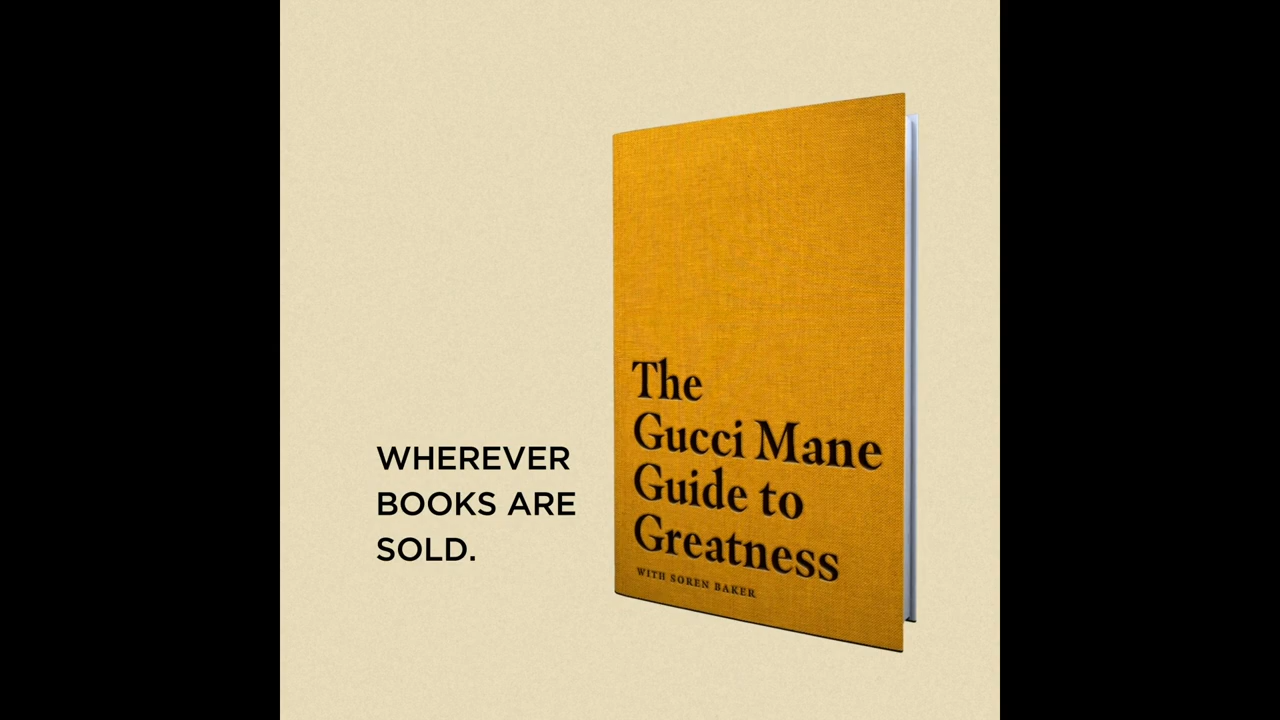 WHEREVER
BOOKS ARE
SOLD.
The
Gucci Mane
Guide to
Greatness
WITH SOREN BAKER